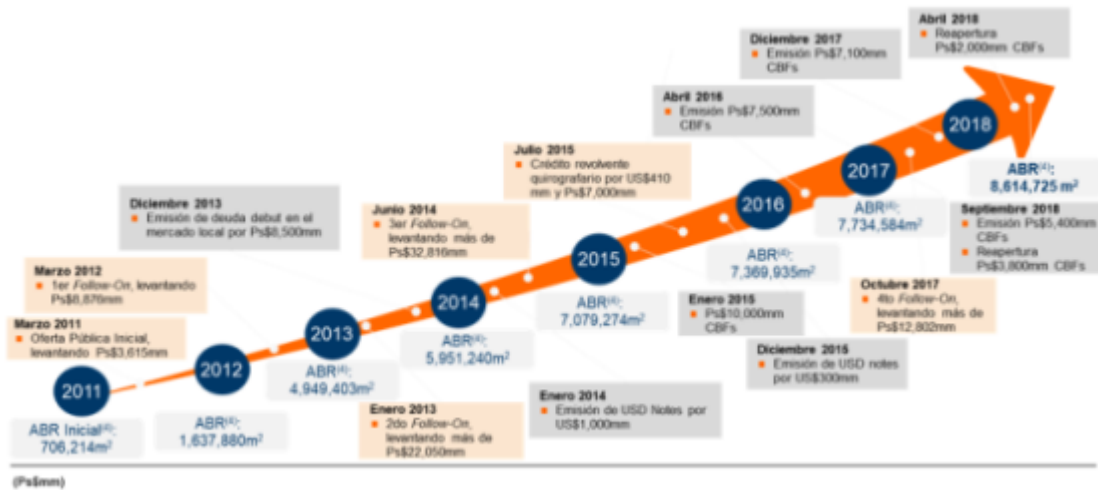 Abril 2018
Reapertura
Ps$2,000mm CBFs
Diciembre 2017
Emisión Ps$7,100mm
CBFs
Abril 2016
Emisión Ps$7,500mm
CBFs
Julio 2015
Crédito revolvente
quirografario por US$410
mm y Ps$7,000mm
Junio 2014
3er Follow-On,
levantando más de
Ps$32,816mm
Diciembre 2013
Emisión de deuda debut en el
mercado local por Ps$8,500mm
Marzo 2012
1er Follow-On, levantando
Ps$8,876mm
Marzo 2011
Oferta Pública Inicial,
levantando Ps$3,615mm
2011
2012
2013
2014
2015
2016
2017
2018
ABR Inicial(4):
706,214m²
ABR(4):
1,637,880m²
ABR(4):
4,949,403m²
ABR(4):
5,951,240m²
ABR(4):
7,079,274m²
ABR(4):
7,369,935m²
ABR(4):
7,734,584m²
ABR(4):
8,614,725 m²
Septiembre 2018
Emisión Ps$5,400mm
CBFs
Reapertura
Ps$3,800mm CBFs
Octubre 2017
4to Follow-On,
levantando más de
Ps$12,802mm
Enero 2015
Ps$10,000mm
CBFs
Diciembre 2015
Emisión de USD notes
por US$300mm
Enero 2014
Emisión de USD Notes por
US$1,000mm
Enero 2013
2do Follow-On,
levantando más de
Ps$22,050mm
(Ps$mm)